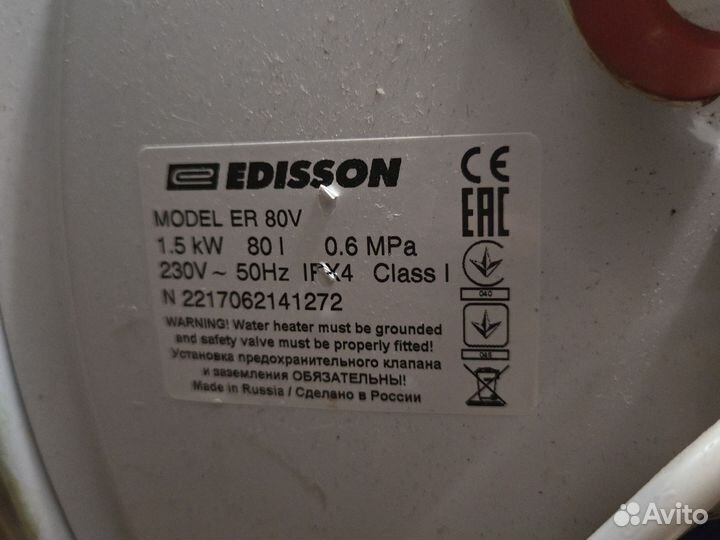 EDISSON
MODEL ER 80V
1.5 kW 80 l 0.6 MPa
230V ~ 50Hz IPX4 Class I
N 2217062141272
WARNING! Water heater must be grounded
and safety valve must be properly fitted!
Установка предохранительного клапана
и заземления ОБЯЗАТЕЛЬНЫ!
Made in Russia / Сделано в России
CE
EAC
040
Avito